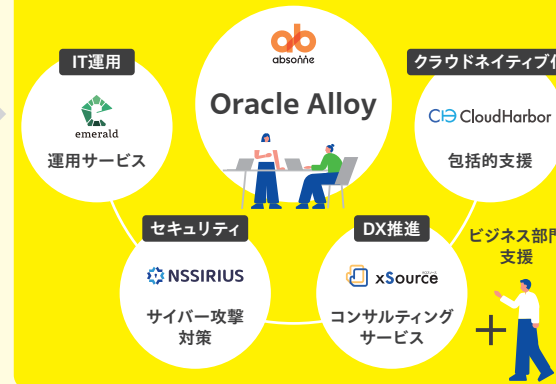 absonne
Oracle Alloy
IT運用
emerald
運用サービス
クラウドネイティブ化
CloudHarbor
包括的支援
セキュリティ
NSSIRIUS
サイバー攻撃
対策
DX推進
xSource
コンサルティング
サービス
ビジネス部門
支援
+